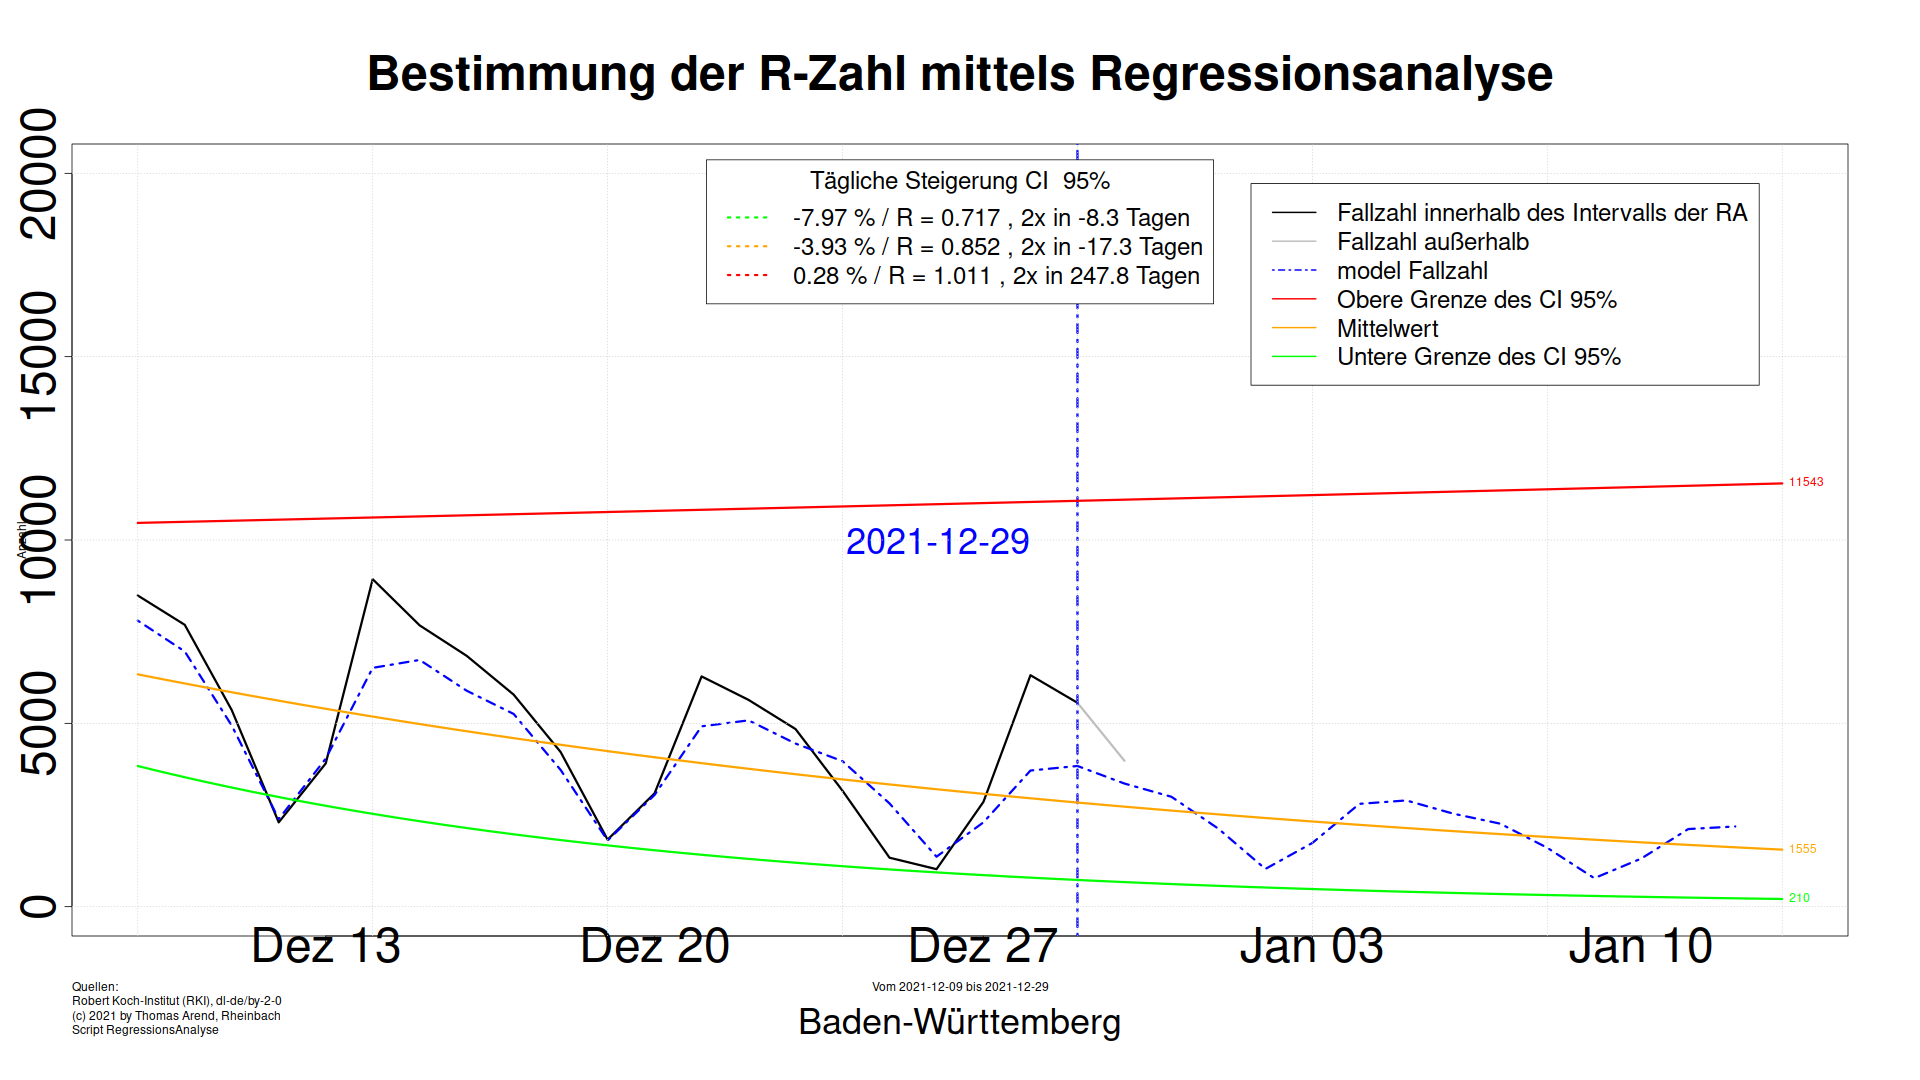 Bestimmung der R-Zahl mittels Regressionsanalyse
20000
15000
10000
5000
0
Anzahl
Tägliche Steigerung CI  95%
-7.97 % / R = 0.717 , 2x in -8.3 Tagen
-3.93 % / R = 0.852 , 2x in -17.3 Tagen
0.28 % / R = 1.011 , 2x in 247.8 Tagen
Fallzahl innerhalb des Intervalls der RA
Fallzahl außerhalb
model Fallzahl
Obere Grenze des CI 95%
Mittelwert
Untere Grenze des CI 95%
2021-12-29
11543
1555
210
Dez 13
Dez 20
Dez 27
Jan 03
Jan 10
Quellen:
Robert Koch-Institut (RKI), dl-de/by-2-0
(c) 2021 by Thomas Arend, Rheinbach
Script RegressionsAnalyse
Vom 2021-12-09 bis 2021-12-29
Baden-Württemberg